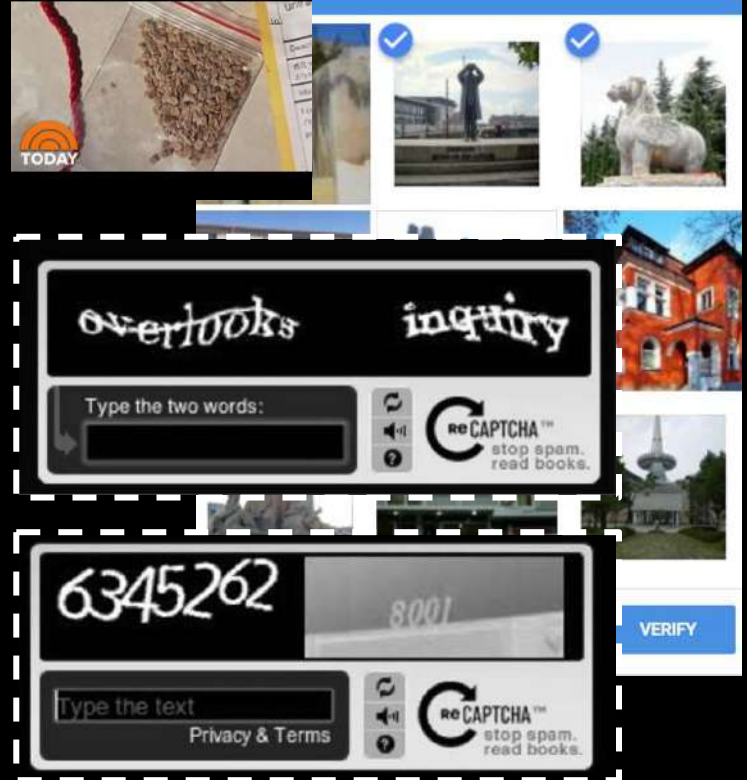 TODAY
overlooks inquiry
Type the two words:
ReCAPTCHA™
stop spam.
read books.
6345262
8001
VERIFY
Type the text
Privacy & Terms
ReCAPTCHA™
stop spam.
read books.